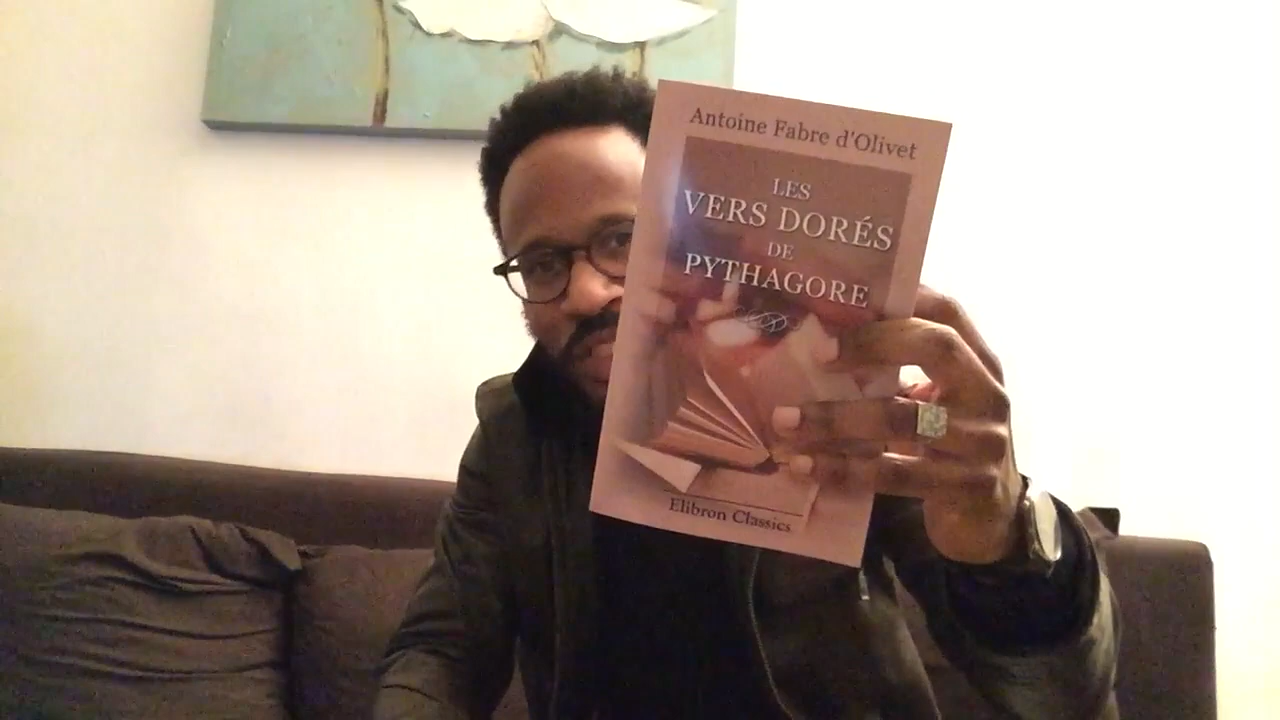 Antoine Fabre d'Olivet
LES
VERS DORÉS
DE
PYTHAGORE
Elibron Classics